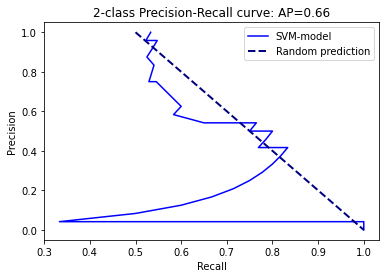 2-class Precision-Recall curve: AP=0.66
SVM-model
Random prediction
Precision
1.0
0.8
0.6
0.4
0.2
0.0
0.3 0.4 0.5 0.6 0.7 0.8 0.9 1.0
Recall